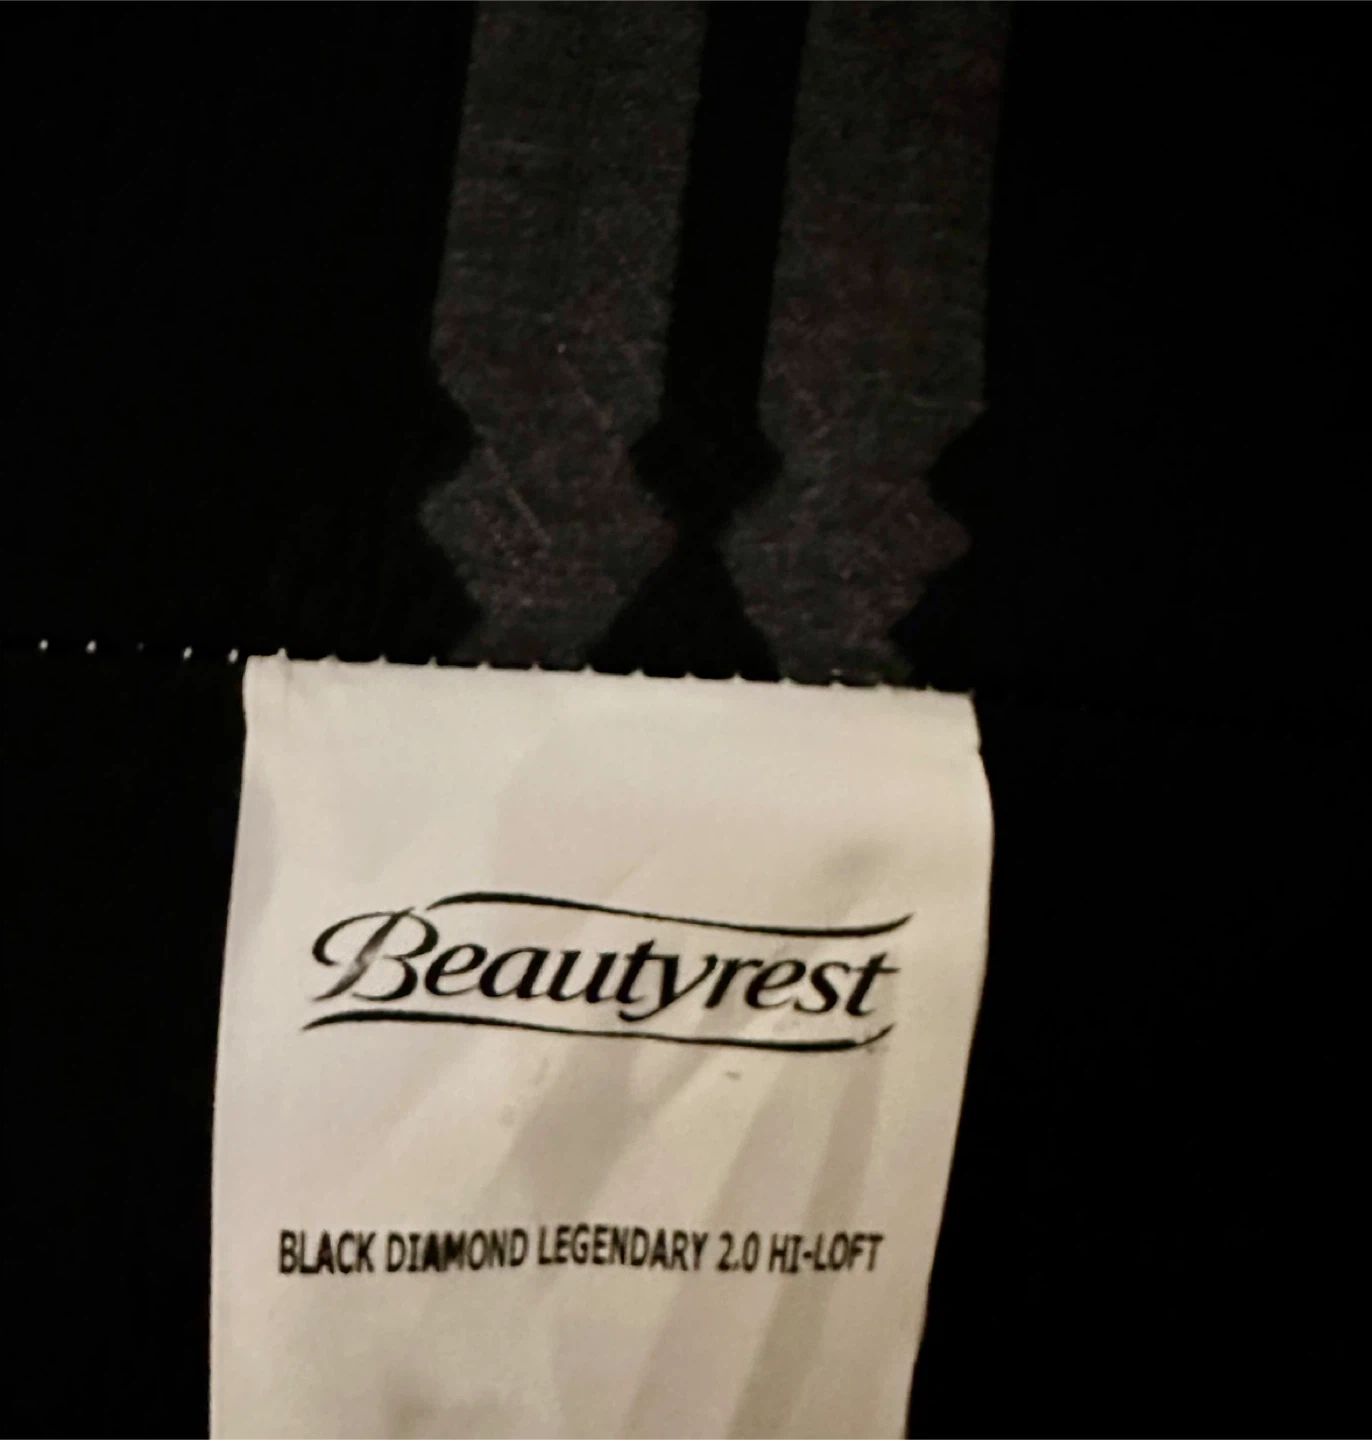 Beautyrest
BLACK DIAMOND LEGENDARY 2.0 HI-LOFT